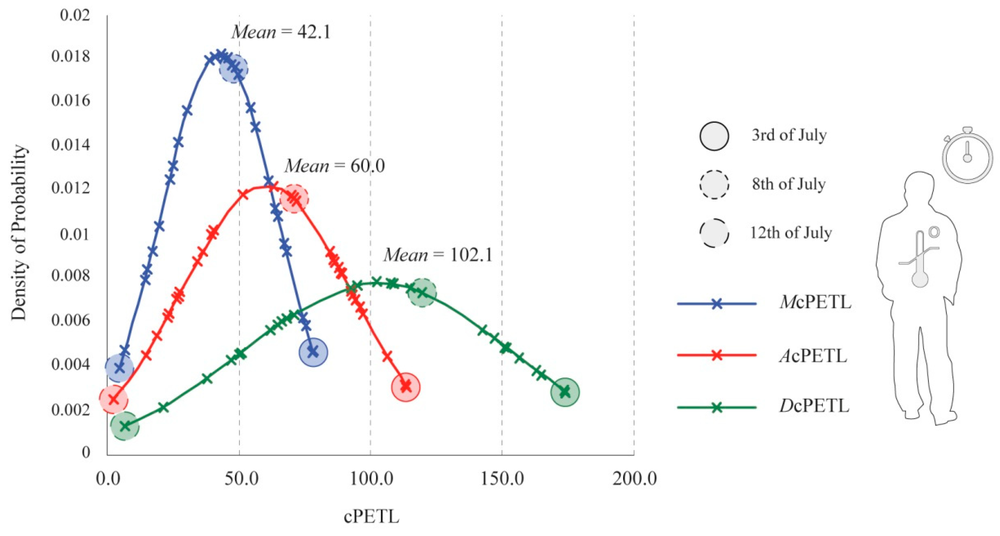 0.02
0.018
0.016
0.014
0.012
0.01
0.008
0.006
0.004
0.002
0
Density of Probability
0.0 50.0 100.0 150.0 200.0
cPETL
Mean = 42.1
Mean = 60.0
Mean = 102.1
3rd of July
8th of July
12th of July
McPETL
AcPETL
DcPETL